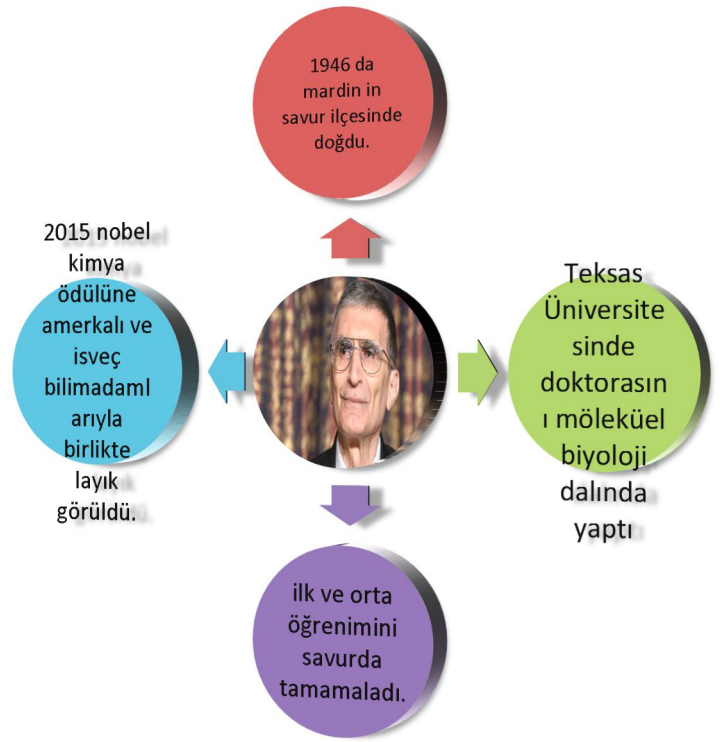 1946 da
mardin in
savur ilçesinde
doğdu.
2015 nobel
kimya
ödülüne
amerkalı ve
isveç
bilimadaml
arıyla
birlikte
layık
görüldü.
Teksas
Üniversite
sinde
doktorasın
ı möleküel
biyoloji
dalında
yaptı
ilk ve orta
öğrenimini
savurda
tamamaladı.